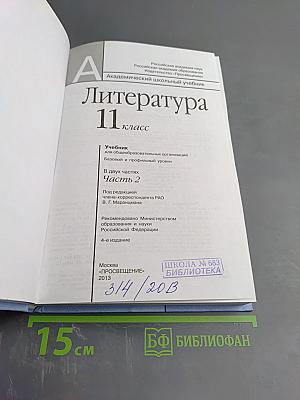 Российская академия наук
Российская академия образования
Издательство «Просвещение»
А
Академический школьный учебник
Литература
11 класс
Учебник
для общеобразовательных организаций
Базовый и профильный уровни
В двух частях
Часть 2
Под редакцией
члена-корреспондента РАО
В. Г. Маранцмана
Рекомендовано Министерством
образования и науки
Российской Федерации
4-е издание
Москва
«ПРОСВЕЩЕНИЕ»
2013
ШКОЛА № 683
БИБЛИОТЕКА
314/20В
15 см
БФ БИБЛИОФАН